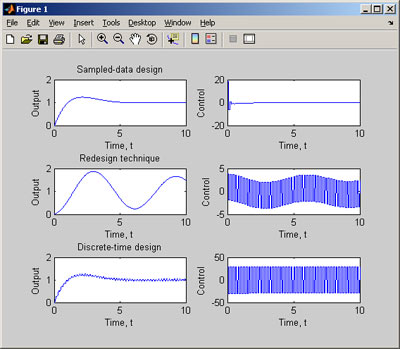 Figure 1
File Edit View Insert Tools Desktop Window Help
Sampled-data design
2
1
0
Output
0 5 10
Time, t
20
0
-20
Control
0 5 10
Time, t
Redesign technique
2
1
0
Output
0 5 10
Time, t
5
0
-5
Control
0 5 10
Time, t
Discrete-time design
2
1
0
Output
0 5 10
Time, t
50
0
-50
Control
0 5 10
Time, t